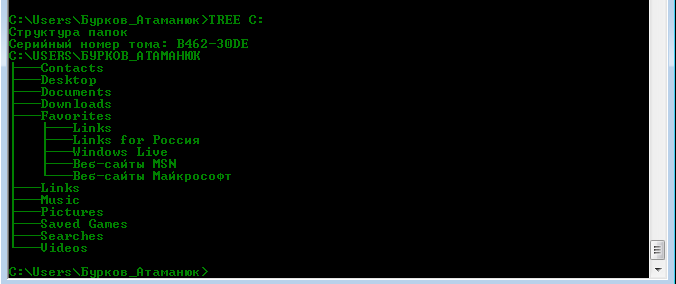 C:\Users\Бурков_Атаманюк>TREE C:
Структура папок
Серийный номер тома: B462-30DE
C:\USERS\БУРКОВ_АТАМАНЮК
├───Contacts
├───Desktop
├───Documents
├───Downloads
├───Favorites
│   ├───Links
│   ├───Links for Россия
│   ├───Windows Live
│   ├───Веб-сайты MSN
│   └───Веб-сайты Майкрософт
├───Links
├───Music
├───Pictures
├───Saved Games
├───Searches
└───Videos
C:\Users\Бурков_Атаманюк>